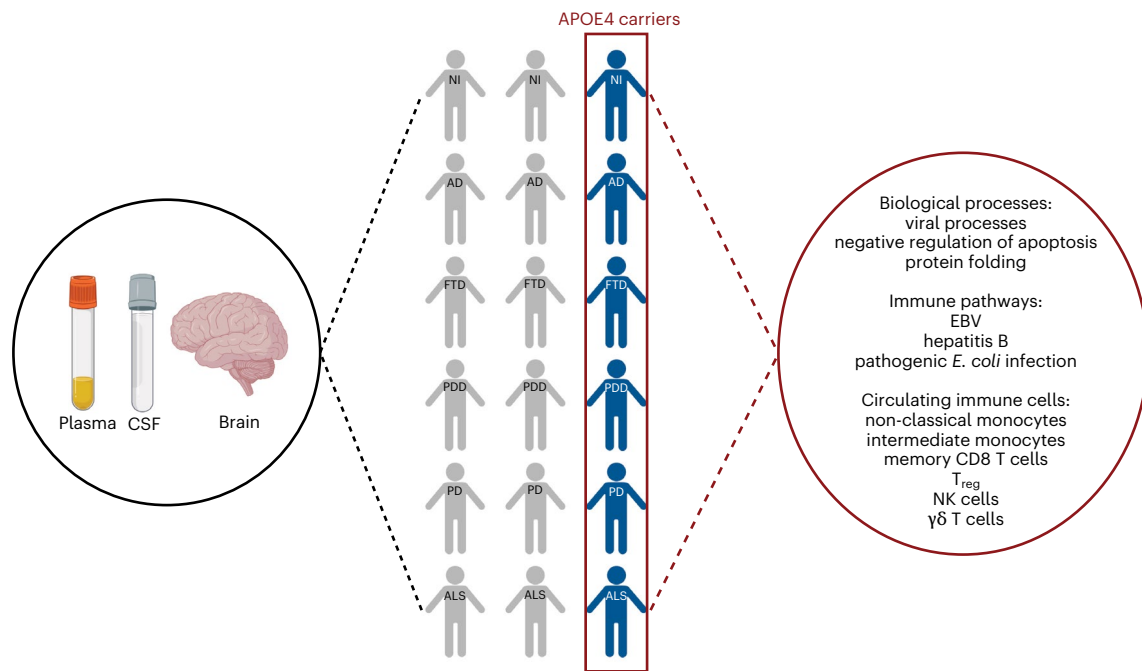 APOE4 carriers
NI NI NI
AD AD AD
FTD FTD FTD
PDD PDD PDD
PD PD PD
ALS ALS ALS
Plasma CSF Brain
Biological processes:
viral processes
negative regulation of apoptosis
protein folding
Immune pathways:
EBV
hepatitis B
pathogenic E. coli infection
Circulating immune cells:
non-classical monocytes
intermediate monocytes
memory CD8 T cells
Treg
NK cells
γδ T cells